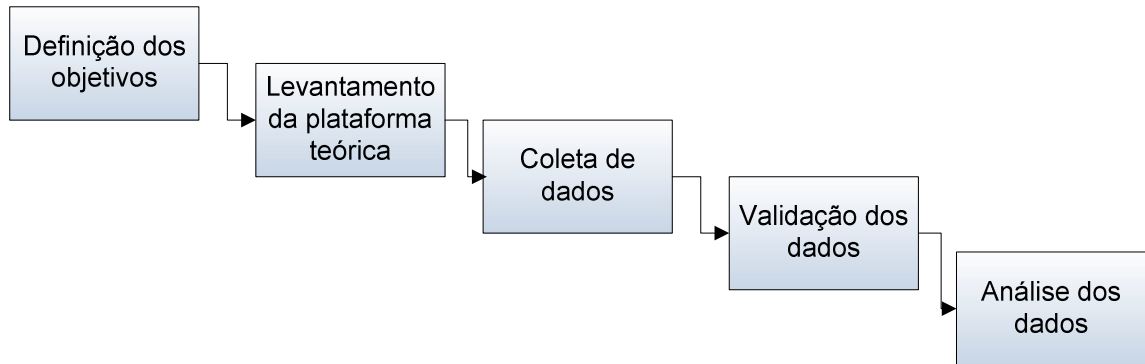 Definição dos
objetivos
Levantamento
da plataforma
teórica
Coleta de
dados
Validação dos
dados
Análise dos
dados